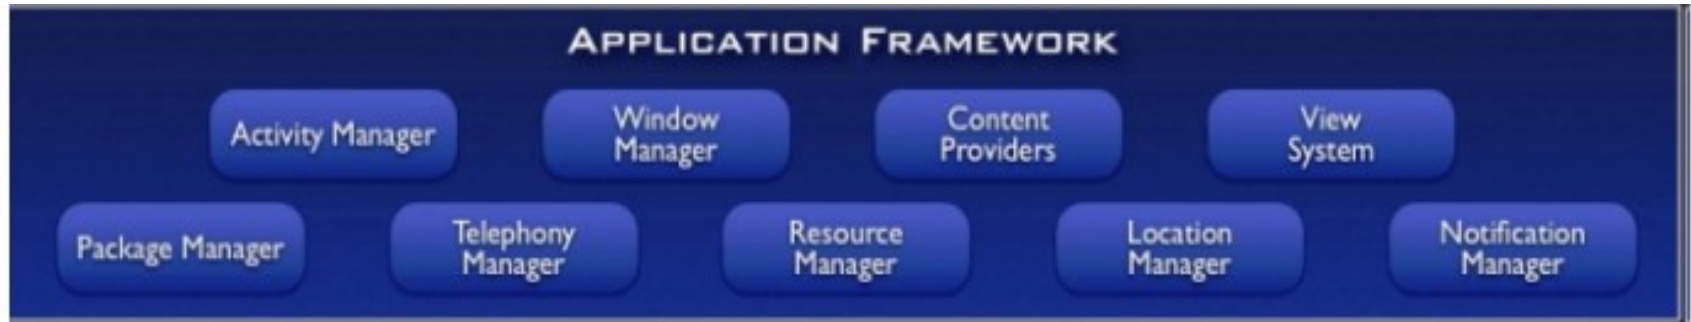 APPLICATION FRAMEWORK
Activity Manager
Window
Manager
Content
Providers
View
System
Package Manager
Telephony
Manager
Resource
Manager
Location
Manager
Notification
Manager